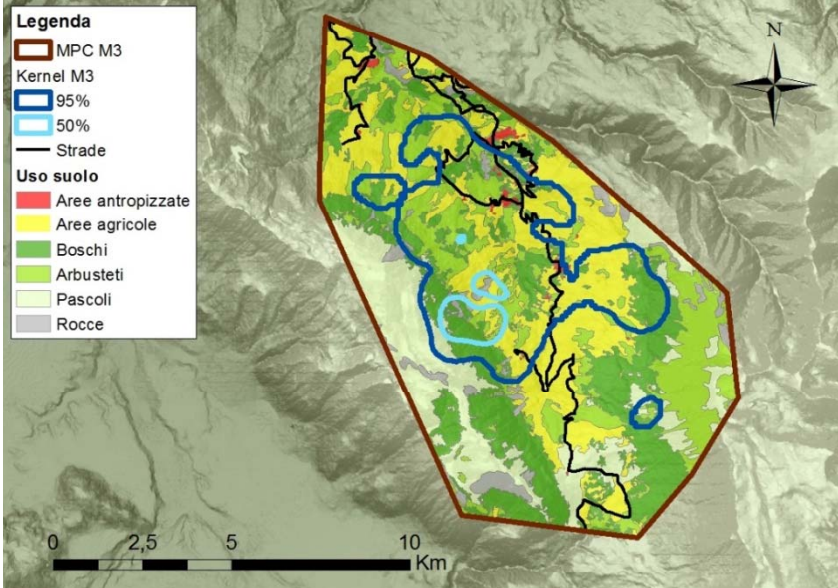 Legenda
MPC M3
Kernel M3
95%
50%
Strade
Uso suolo
Aree antropizzate
Aree agricole
Boschi
Arbusteti
Pascoli
Rocce
N
0 2,5 5 10
Km